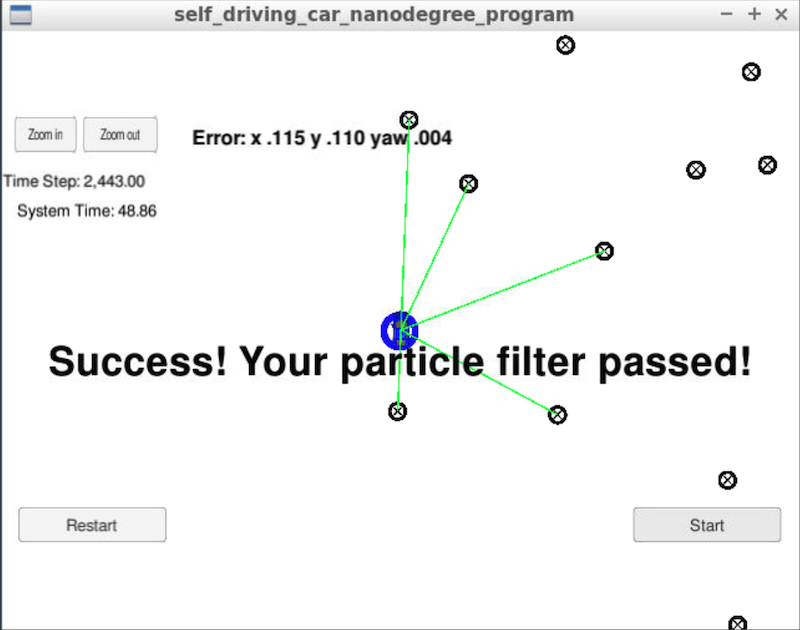 self_driving_car_nanodegree_program
Zoom in
Zoom out
Error: x .115 y .110 yaw .004
Time Step: 2,443.00
System Time: 48.86
Success! Your particle filter passed!
Restart
Start